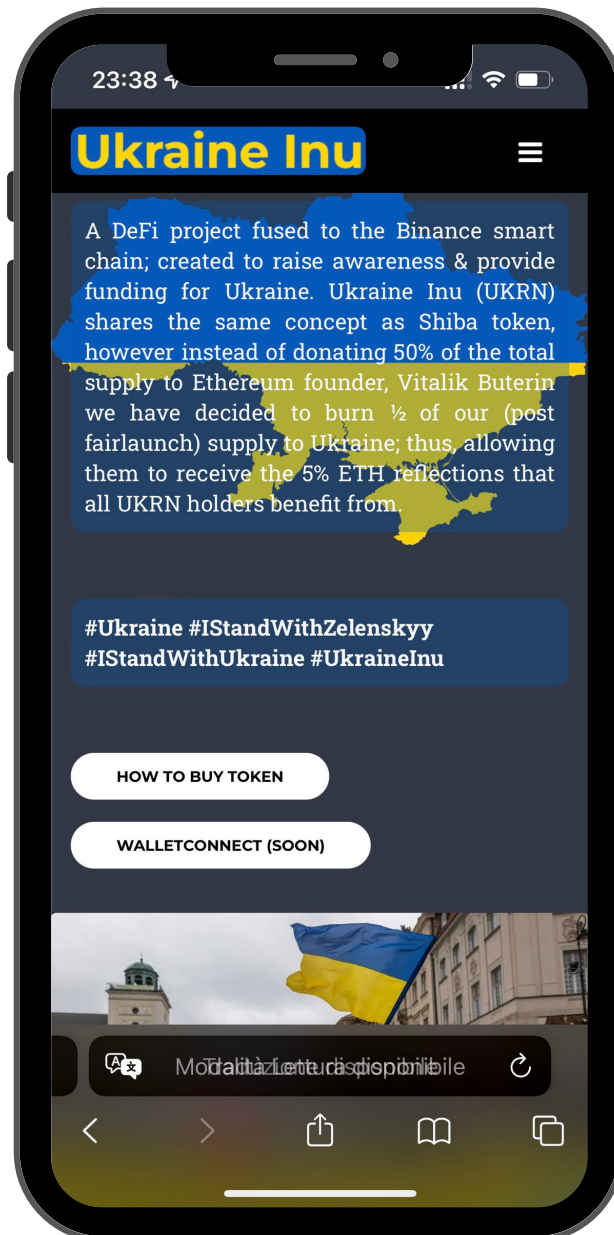 23:38
Ukraine Inu
A DeFi project fused to the Binance smart
chain; created to raise awareness & provide
funding for Ukraine. Ukraine Inu (UKRN)
shares the same concept as Shiba token,
however instead of donating 50% of the total
supply to Ethereum founder, Vitalik Buterin
we have decided to burn ½ of our (post
fairlaunch) supply to Ukraine; thus, allowing
them to receive the 5% ETH reflections that
all UKRN holders benefit from.
#Ukraine #IStandWithZelenskyy
#IStandWithUkraine #UkraineInu
HOW TO BUY TOKEN
WALLETCONNECT (SOON)